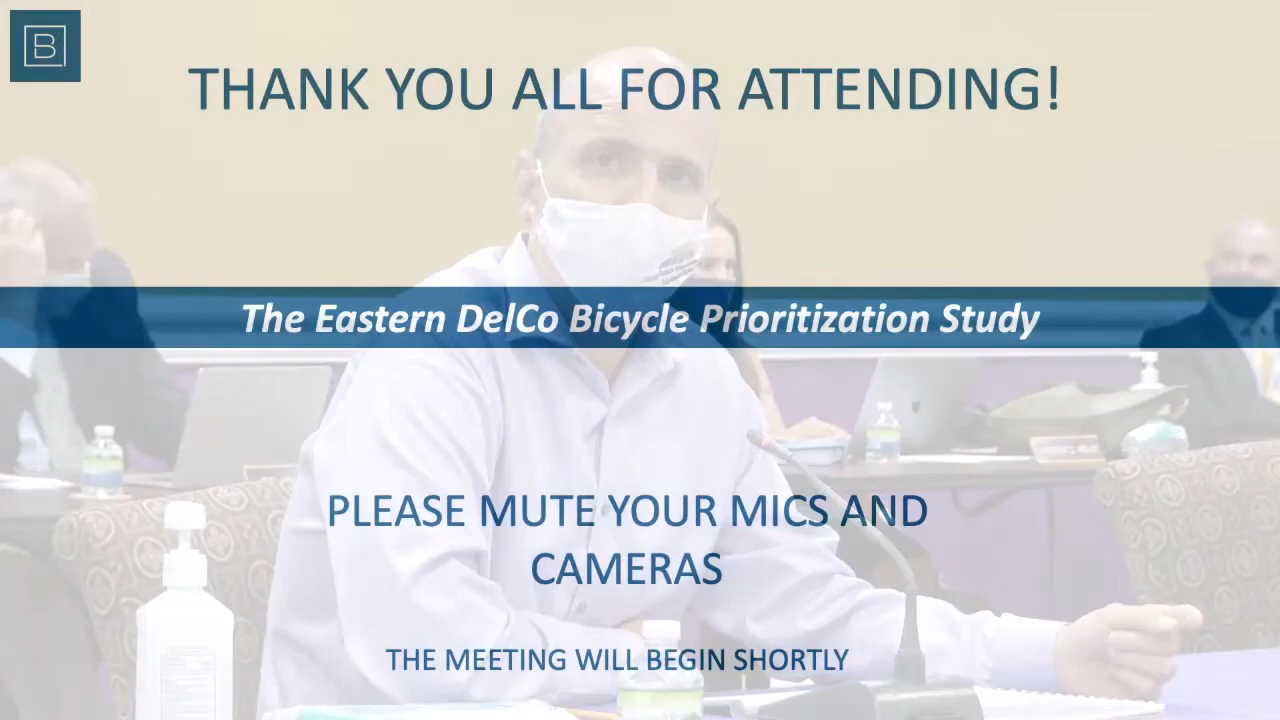 B
THANK YOU ALL FOR ATTENDING!
The Eastern DelCo Bicycle Prioritization Study
PLEASE MUTE YOUR MICS AND
CAMERAS
THE MEETING WILL BEGIN SHORTLY